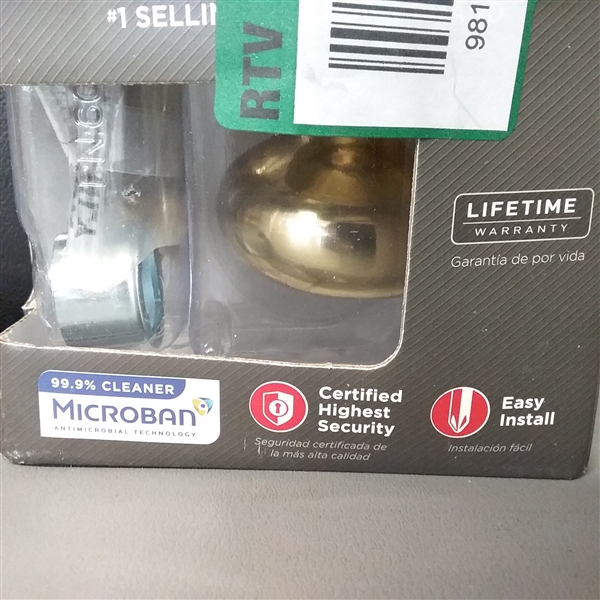 #1 SELLIN
RTV
981
LIFETIME
WARRANTY
Garantía de por vida
99.9% CLEANER
MICROBAN
ANTIMICROBIAL TECHNOLOGY
Certified
Highest
Security
Seguridad certificada de
la más alta calidad
Easy
Install
Instalación fácil